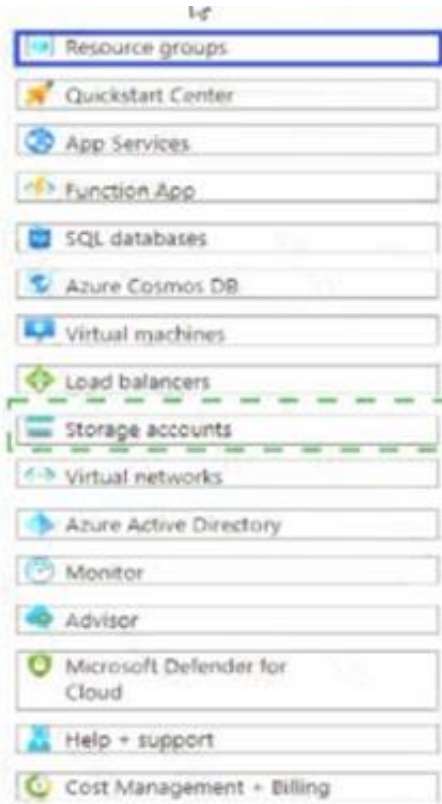 Resource groups
Quickstart Center
App Services
Function App
SQL databases
Azure Cosmos DB
Virtual machines
Load balancers
Storage accounts
Virtual networks
Azure Active Directory
Monitor
Advisor
Microsoft Defender for
Cloud
Help + support
Cost Management + Billing